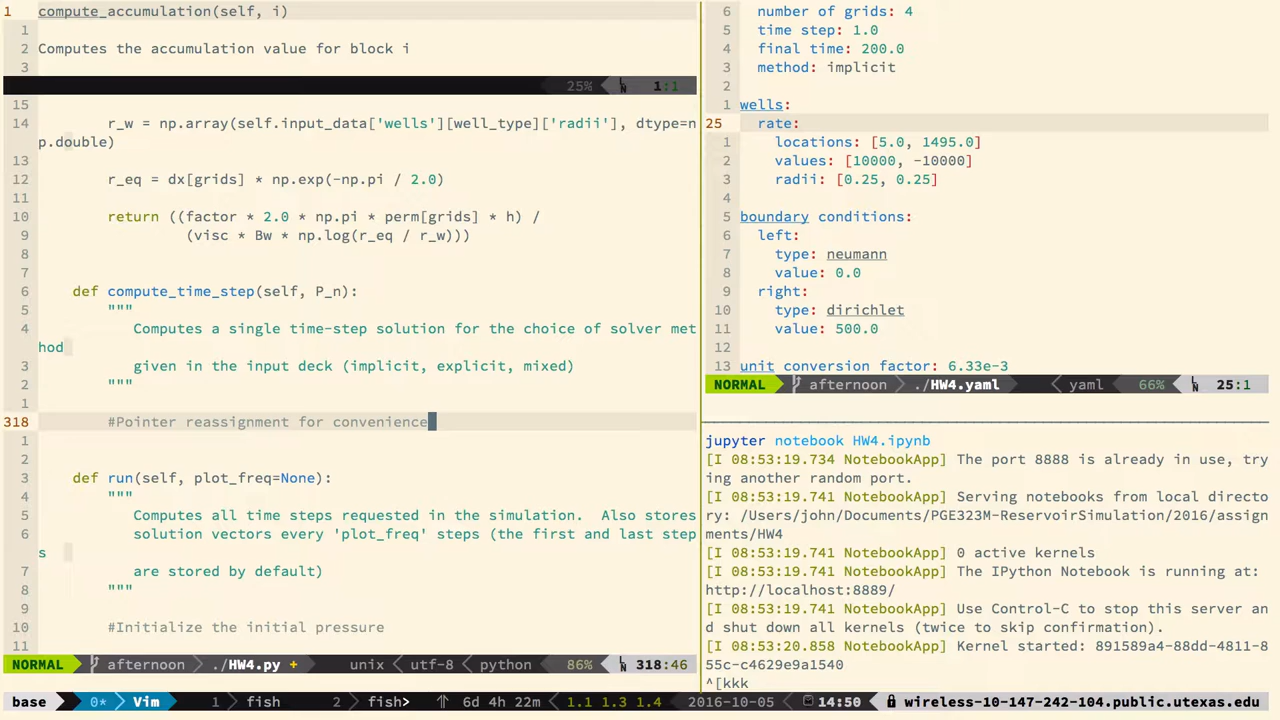 1 compute_accumulation(self, i)
1
2 Computes the accumulation value for block i
3
25% 1:1
15
14 r_w = np.array(self.input_data['wells'][well_type]['radii'], dtype=n
p.double)
13
12 r_eq = dx[grids] * np.exp(-np.pi / 2.0)
11
10 return ((factor * 2.0 * np.pi * perm[grids] * h) /
9 (visc * Bw * np.log(r_eq / r_w)))
8
7
6 def compute_time_step(self, P_n):
5 """
4 Computes a single time-step solution for the choice of solver met
hod
3 given in the input deck (implicit, explicit, mixed)
2 """
1
318 #Pointer reassignment for convenience
1
2
3 def run(self, plot_freq=None):
4 """
5 Computes all time steps requested in the simulation.  Also stores
6 solution vectors every 'plot_freq' steps (the first and last step
s
7 are stored by default)
8 """
9
10 #Initialize the initial pressure
11
NORMAL afternoon ./HW4.py + unix utf-8 python 86% 318:46
6 number of grids: 4
5 time step: 1.0
4 final time: 200.0
3 method: implicit
2
1 wells:
25 rate:
1 locations: [5.0, 1495.0]
2 values: [10000, -10000]
3 radii: [0.25, 0.25]
4
5 boundary conditions:
6 left:
7 type: neumann
8 value: 0.0
9 right:
10 type: dirichlet
11 value: 500.0
12
13 unit conversion factor: 6.33e-3
NORMAL afternoon ./HW4.yaml yaml 66% 25:1
jupyter notebook HW4.ipynb
[I 08:53:19.734 NotebookApp] The port 8888 is already in use, try
ing another random port.
[I 08:53:19.741 NotebookApp] Serving notebooks from local directo
ry: /Users/john/Documents/PGE323M-ReservoirSimulation/2016/assign
ments/HW4
[I 08:53:19.741 NotebookApp] 0 active kernels
[I 08:53:19.741 NotebookApp] The IPython Notebook is running at:
http://localhost:8889/
[I 08:53:19.741 NotebookApp] Use Control-C to stop this server an
d shut down all kernels (twice to skip confirmation).
[I 08:53:20.858 NotebookApp] Kernel started: 891589a4-88dd-4811-8
55c-c4629e9a1540
^[kkk
base 0* Vim 1 fish 2 fish> 6d 4h 22m 1.1 1.3 1.4 2016-10-05 14:50 wireless-10-147-242-104.public.utexas.edu